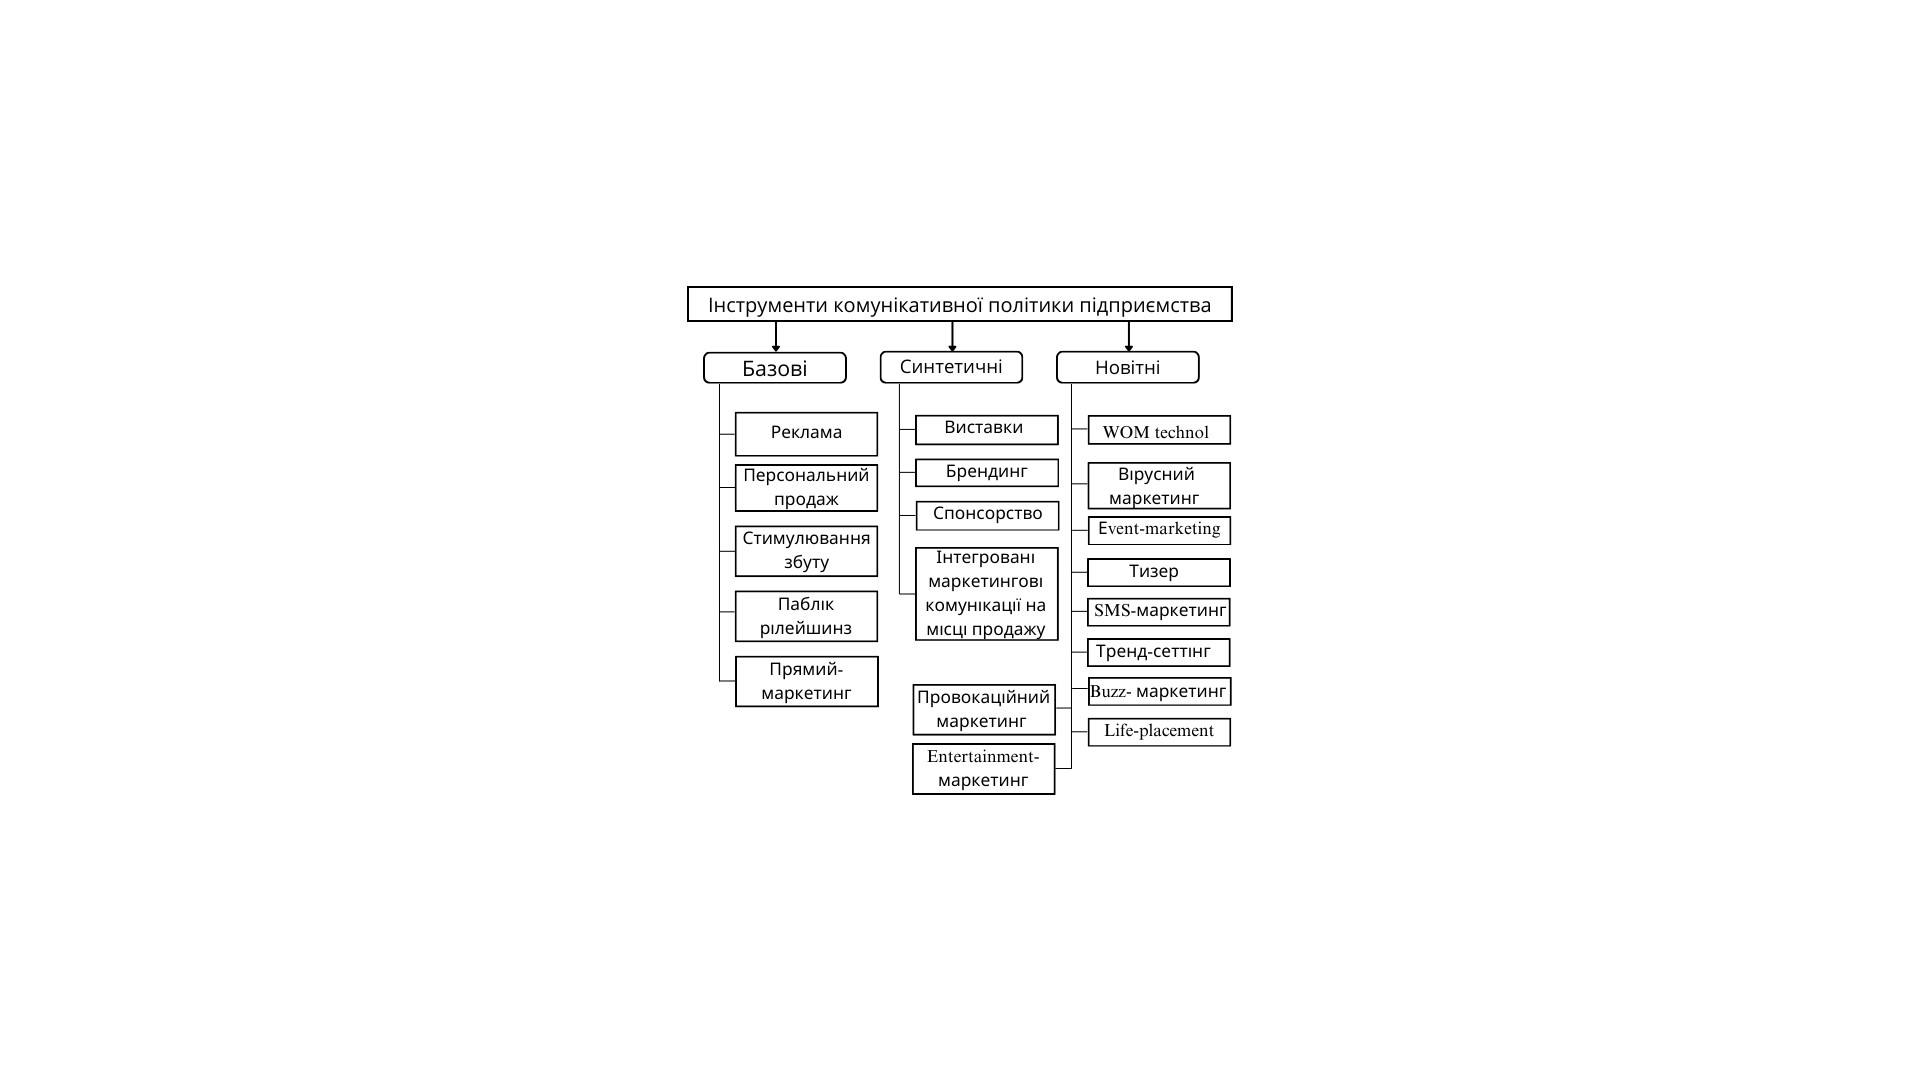 Інструменти комунікативної політики підприємства
Базові
Синтетичні
Новітні
Реклама
Персональний
продаж
Стимулювання
збуту
Паблік
рілейшинз
Прямий-
маркетинг
Виставки
Брендинг
Спонсорство
Інтегровані
маркетингові
комунікації на
місці продажу
WOM technol
Вірусний
маркетинг
Event-marketing
Тизер
SMS-маркетинг
Тренд-сеттінг
Buzz- маркетинг
Life-placement
Провокаційний
маркетинг
Entertainment-
маркетинг